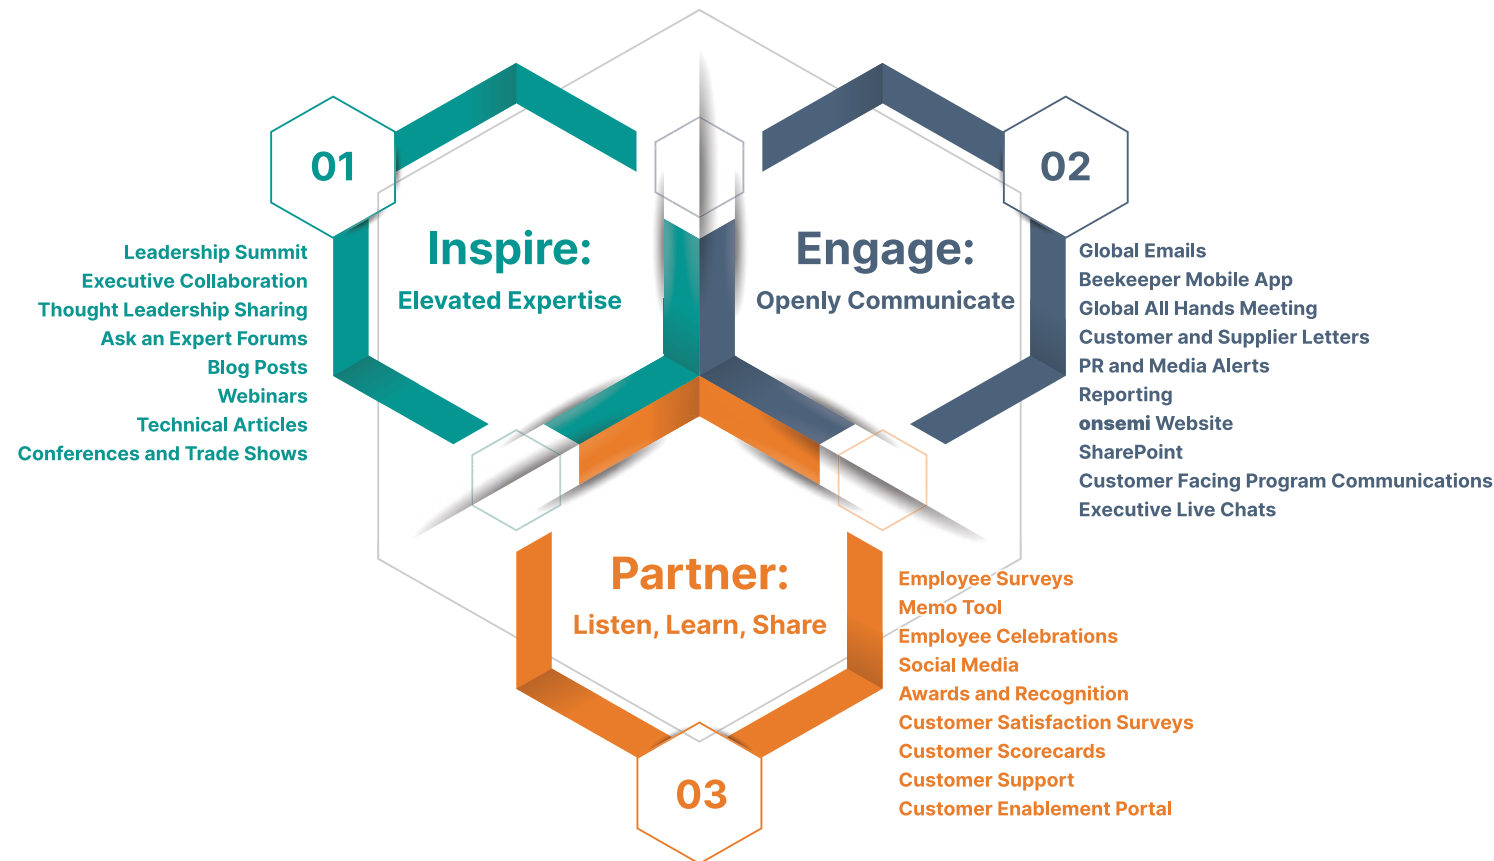 01
Inspire:
Elevated Expertise
Leadership Summit
Executive Collaboration
Thought Leadership Sharing
Ask an Expert Forums
Blog Posts
Webinars
Technical Articles
Conferences and Trade Shows
02
Engage:
Openly Communicate
Global Emails
Beekeeper Mobile App
Global All Hands Meeting
Customer and Supplier Letters
PR and Media Alerts
Reporting
onsemi Website
SharePoint
Customer Facing Program Communications
Executive Live Chats
Partner:
Listen, Learn, Share
03
Employee Surveys
Memo Tool
Employee Celebrations
Social Media
Awards and Recognition
Customer Satisfaction Surveys
Customer Scorecards
Customer Support
Customer Enablement Portal